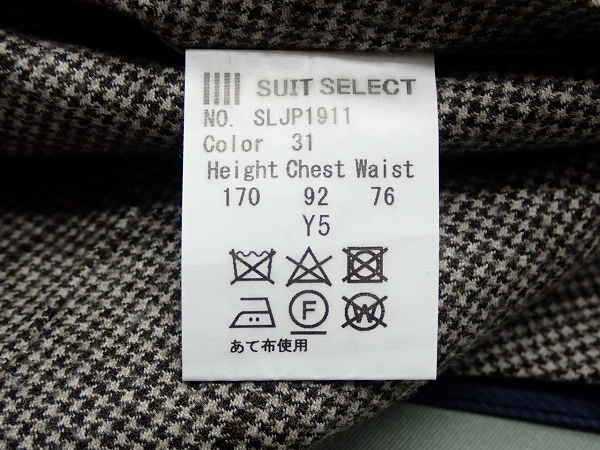 SUIT SELECT
NO. SLJP1911
Color 31
Height Chest Waist
170 92 76
Y5
F W
あて布使用